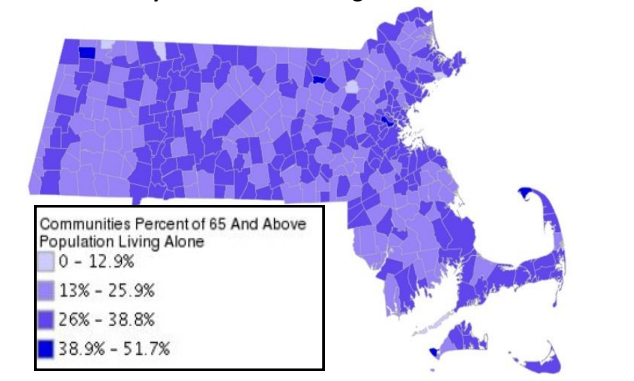 Communities Percent of 65 And Above
Population Living Alone
0 - 12.9%
13% - 25.9%
26% - 38.8%
38.9% - 51.7%